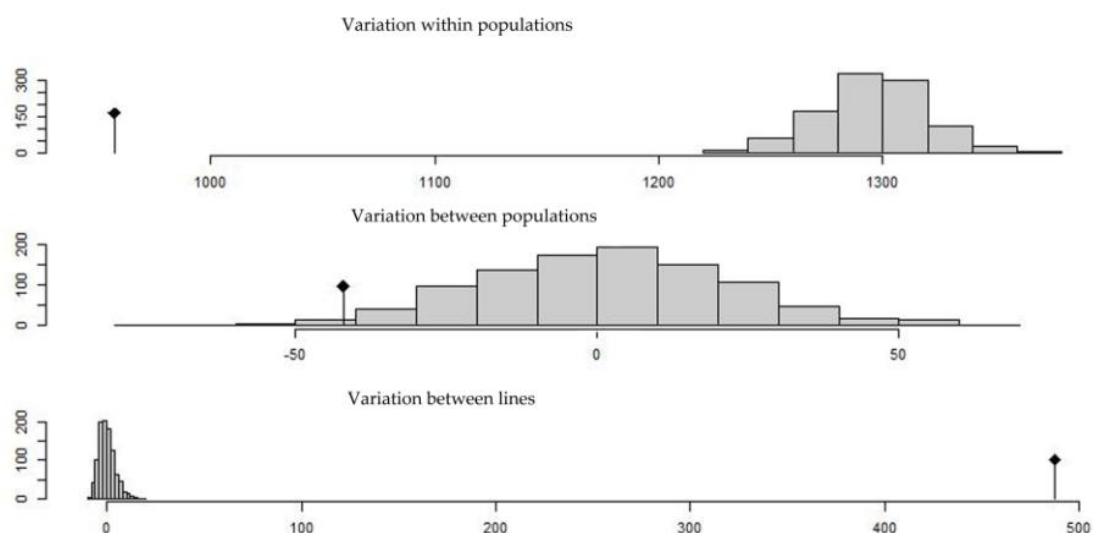 Variation within populations
300
150
0
1000 1100 1200 1300
Variation between populations
200
100
0
-50 0 50
Variation between lines
200
100
0
0 100 200 300 400 500